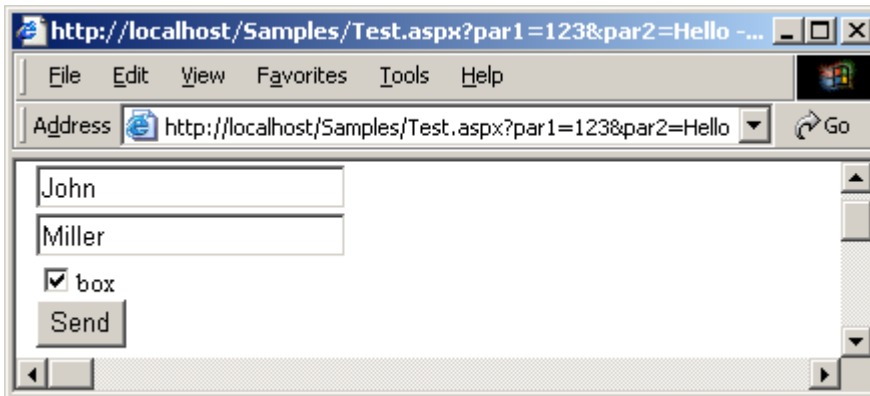 http://localhost/Samples/Test.aspx?par1=123&par2=Hello -...
File Edit View Favorites Tools Help
Address http://localhost/Samples/Test.aspx?par1=123&par2=Hello Go
John
Miller
box
Send